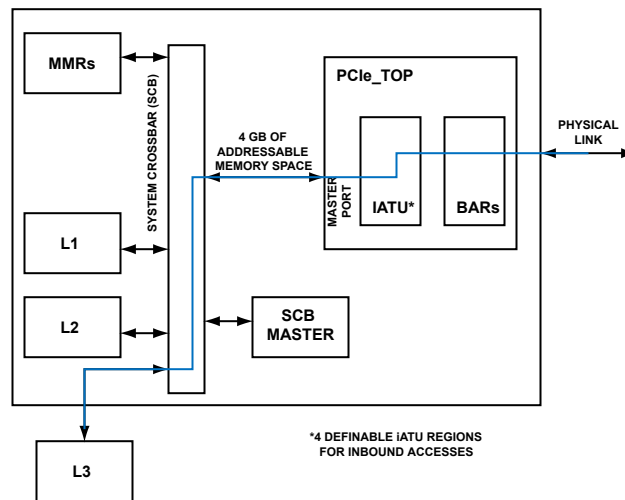 MMRs
SYSTEM CROSSBAR (SCB)
PCIe_TOP
4 GB OF
ADDRESSABLE
MEMORY SPACE
MASTER
PORT
IATU*
BARs
PHYSICAL
LINK
L1
L2
SCB
MASTER
L3
*4 DEFINABLE iATU REGIONS
FOR INBOUND ACCESSES